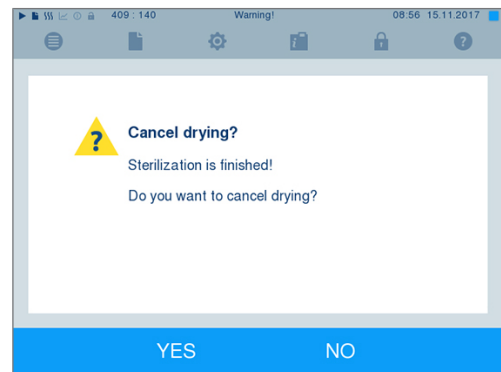 409 : 140 Warning! 08:56 15.11.2017
Cancel drying?
Sterilization is finished!
Do you want to cancel drying?
YES NO